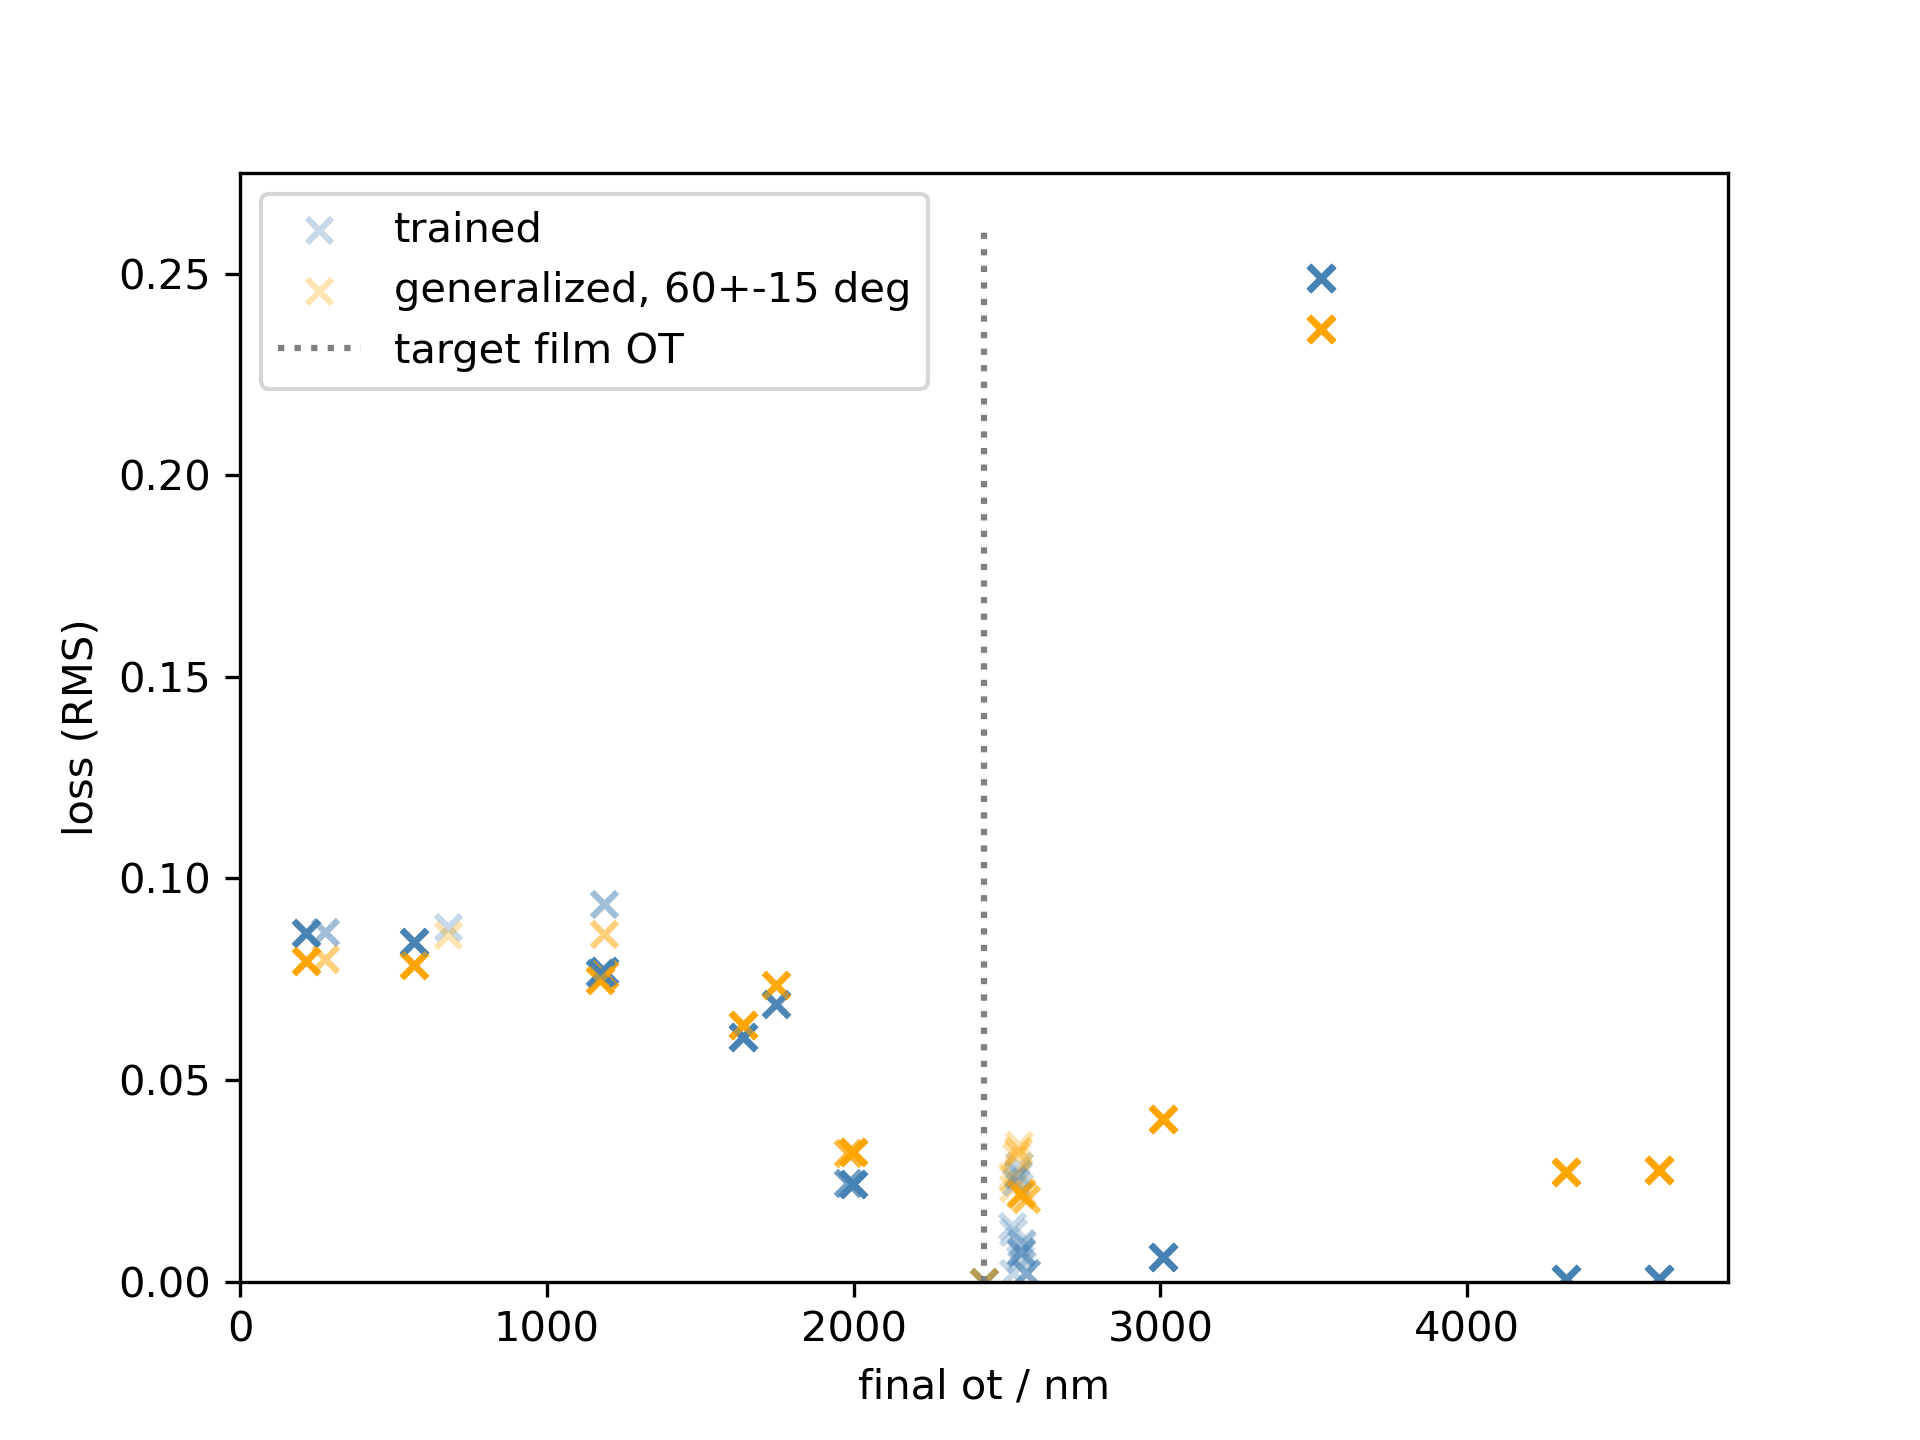 trained
generalized, 60+-15 deg
target film OT
0.25
0.20
0.15
0.10
0.05
0.00
loss (RMS)
0
1000
2000
3000
4000
final ot / nm